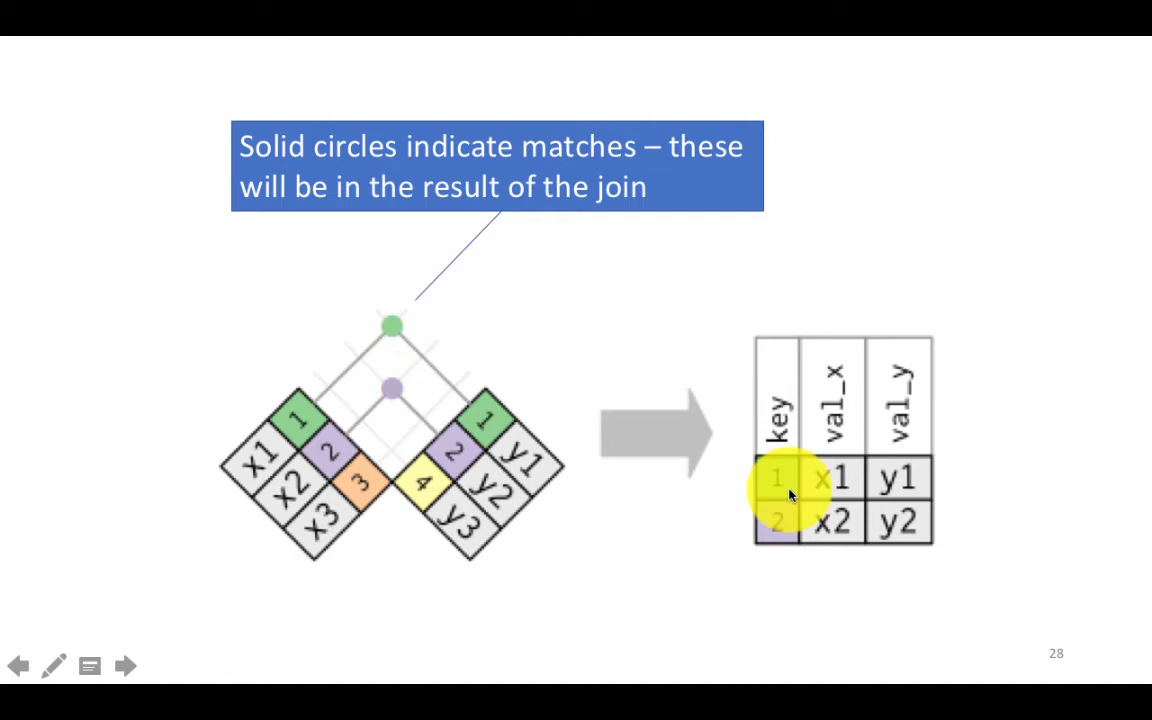 Solid circles indicate matches – these
will be in the result of the join
1
2
3
x1
x2
x3
1
2
4
y1
y2
y3
key val_x val_y
1 x1 y1
2 x2 y2
28